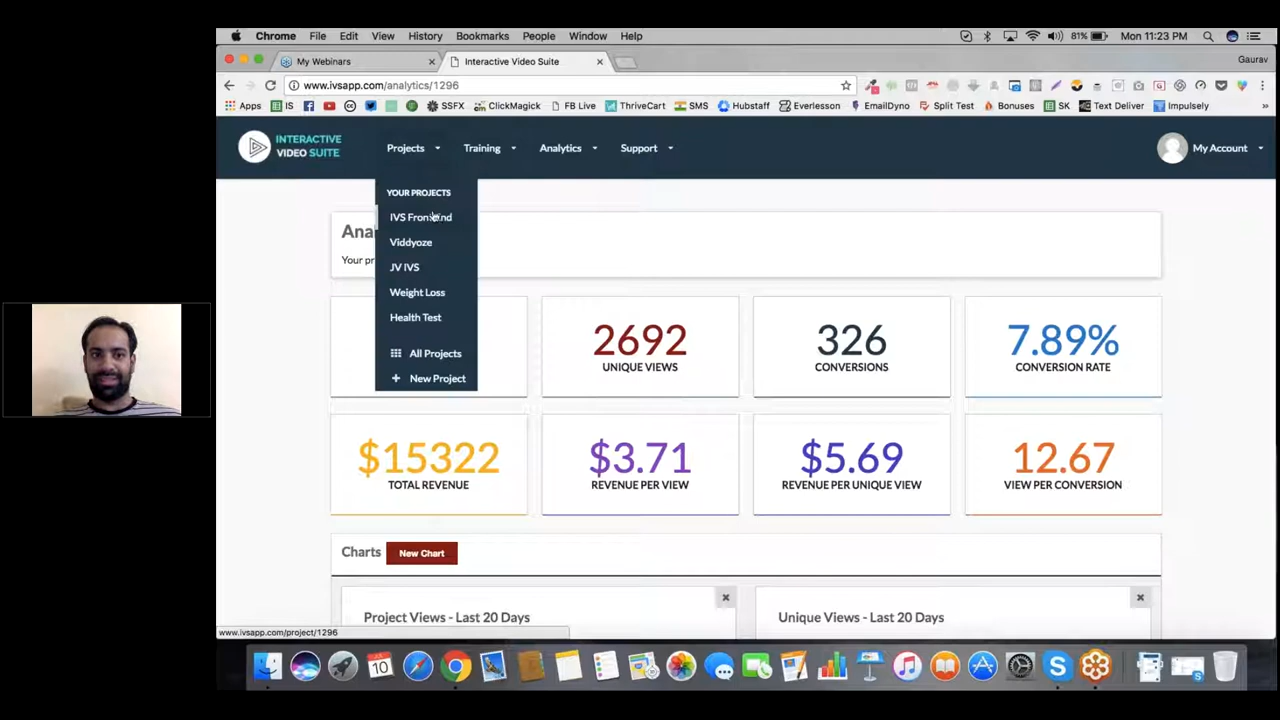 Chrome File Edit View History Bookmarks People Window Help 81% Mon 11:23 PM
My Webinars Interactive Video Suite Gaurav
www.ivsapp.com/analytics/1296
Apps IS SSFX ClickMagick FB Live ThriveCart SMS Hubstaff Everlesson EmailDyno Split Test Bonuses SK Text Deliver Impulsely »
INTERACTIVE
VIDEO SUITE
Projects Training Analytics Support My Account
YOUR PROJECTS
IVS Frontend
Viddyoze
JV IVS
Weight Loss
Health Test
All Projects
+ New Project
Ana
Your pr
2692
UNIQUE VIEWS
326
CONVERSIONS
7.89%
CONVERSION RATE
$15322
TOTAL REVENUE
$3.71
REVENUE PER VIEW
$5.69
REVENUE PER UNIQUE VIEW
12.67
VIEW PER CONVERSION
Charts New Chart
Project Views - Last 20 Days
Unique Views - Last 20 Days
www.ivsapp.com/project/1296
10